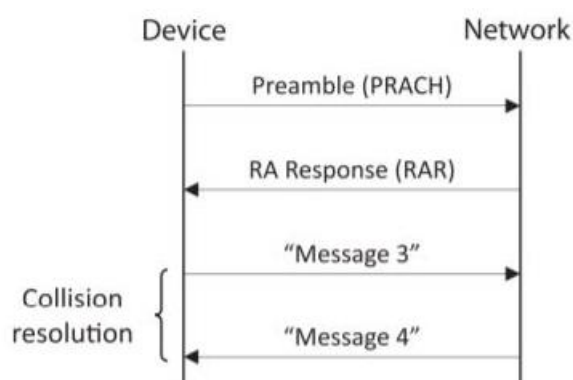 Device
Network
Preamble (PRACH)
RA Response (RAR)
“Message 3”
Collision
resolution
“Message 4”